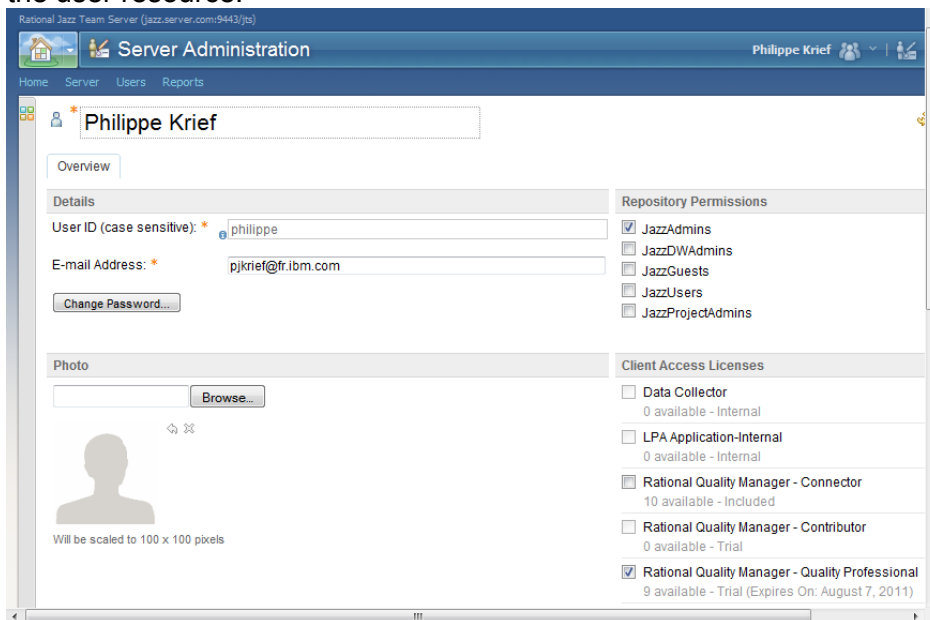 the user resources.
Rational Jazz Team Server (jazz.server.com:9443/jts)
Server Administration
Philippe Krief
Home Server Users Reports
* Philippe Krief
Overview
Details
User ID (case sensitive): * philippe
E-mail Address: * pjkrief@fr.ibm.com
Change Password...
Repository Permissions
JazzAdmins
JazzDWAdmins
JazzGuests
JazzUsers
JazzProjectAdmins
Photo
Browse...
Will be scaled to 100 x 100 pixels
Client Access Licenses
Data Collector
0 available - Internal
LPA Application-Internal
0 available - Internal
Rational Quality Manager - Connector
10 available - Included
Rational Quality Manager - Contributor
0 available - Trial
Rational Quality Manager - Quality Professional
9 available - Trial (Expires On: August 7, 2011)